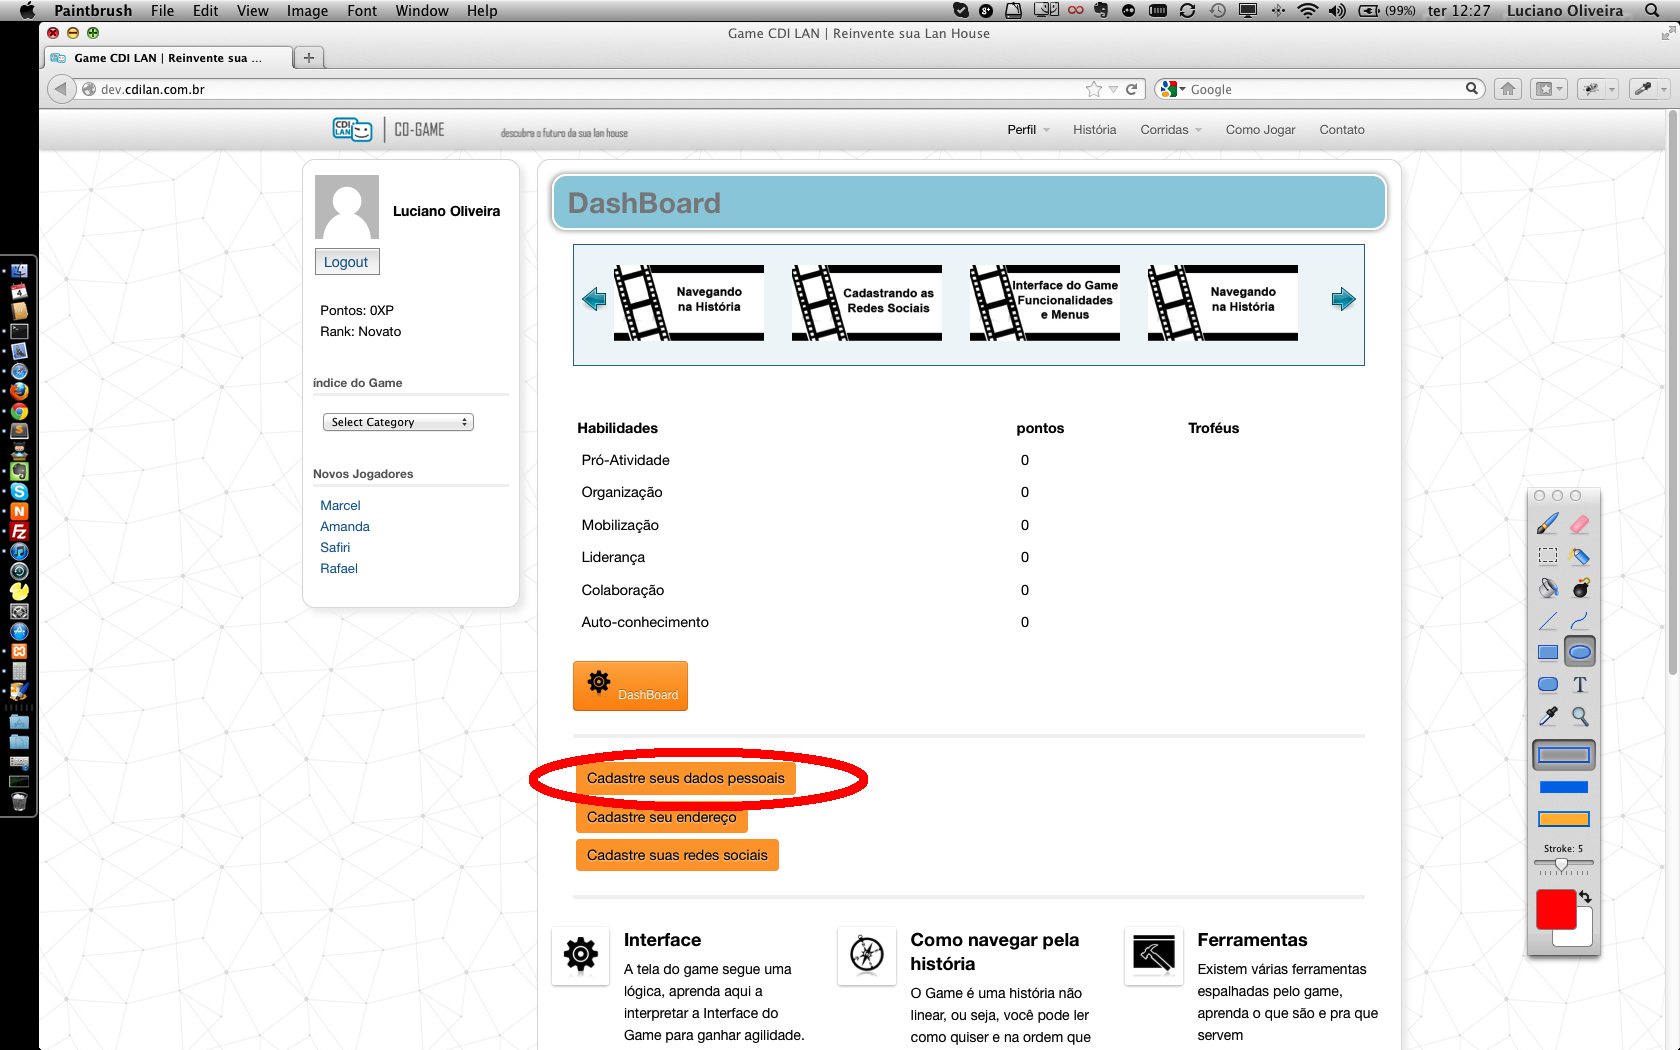 Paintbrush File Edit View Image Font Window Help (99%) ter 12:27 Luciano Oliveira
Game CDI LAN | Reinvente sua Lan House
Game CDI LAN | Reinvente sua ...
dev.cdilan.com.br
Google
CDI LAN
CO-GAME
descubra o futuro da sua lan house
Perfil História Corridas Como Jogar Contato
Luciano Oliveira
Logout
Pontos: 0XP
Rank: Novato
índice do Game
Select Category
Novos Jogadores
Marcel
Amanda
Safiri
Rafael
DashBoard
Navegando
na História
Cadastrando as
Redes Sociais
Interface do Game
Funcionalidades
e Menus
Navegando
na História
Habilidades pontos Troféus
Pró-Atividade 0
Organização 0
Mobilização 0
Liderança 0
Colaboração 0
Auto-conhecimento 0
DashBoard
Cadastre seus dados pessoais
Cadastre seu endereço
Cadastre suas redes sociais
Interface
A tela do game segue uma
lógica, aprenda aqui a
interpretar a Interface do
Game para ganhar agilidade.
Como navegar pela
história
O Game é uma história não
linear, ou seja, você pode ler
como quiser e na ordem que
Ferramentas
Existem várias ferramentas
espalhadas pelo game,
aprenda o que são e pra que
servem
T
Stroke: 5